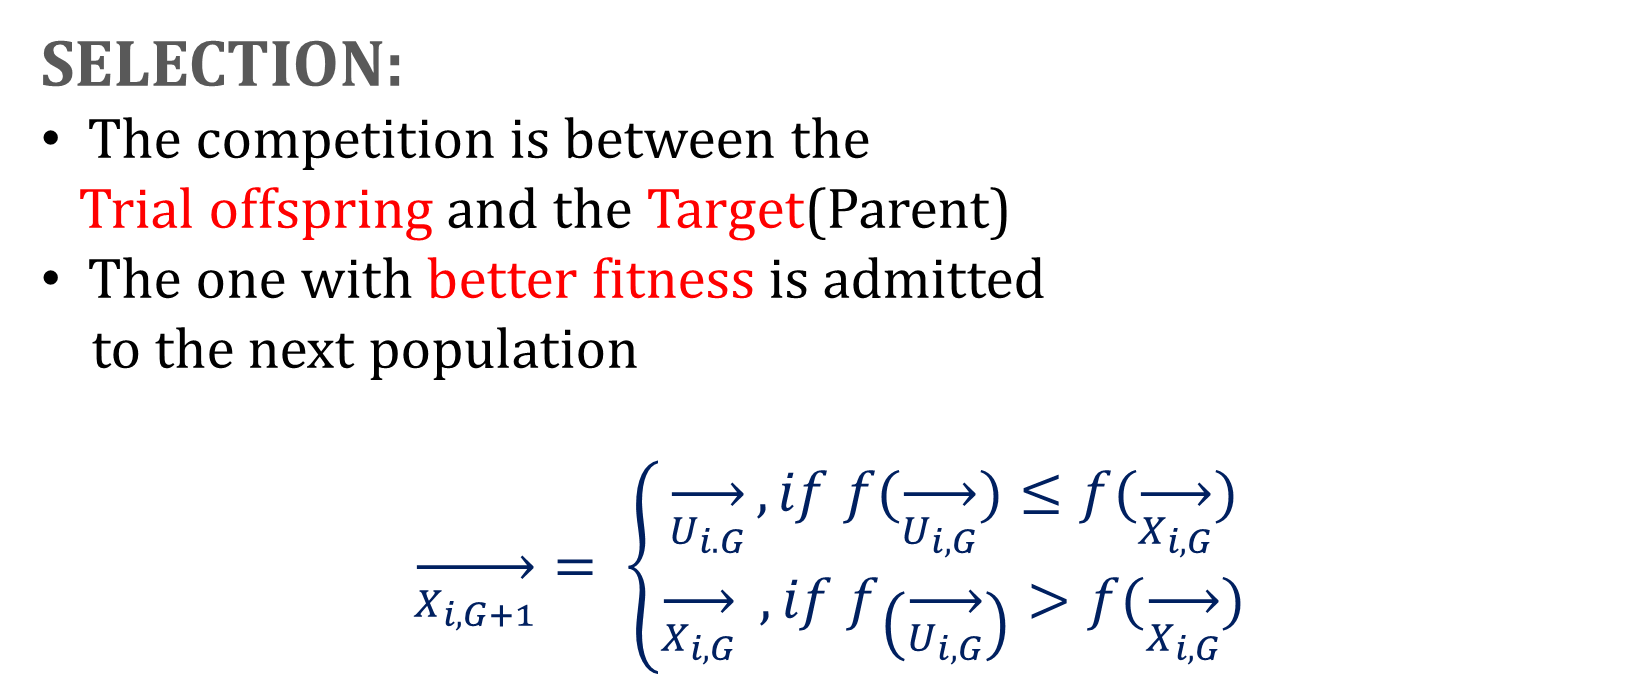 SELECTION:
• The competition is between the
Trial offspring and the Target(Parent)
• The one with better fitness is admitted
to the next population
⟶U_{i.G} , if f(⟶U_{i,G}) ≤ f(⟶X_{i,G})
⟶X_{i,G+1} = {
⟶X_{i,G} , if f(⟶U_{i,G}) > f(⟶X_{i,G})